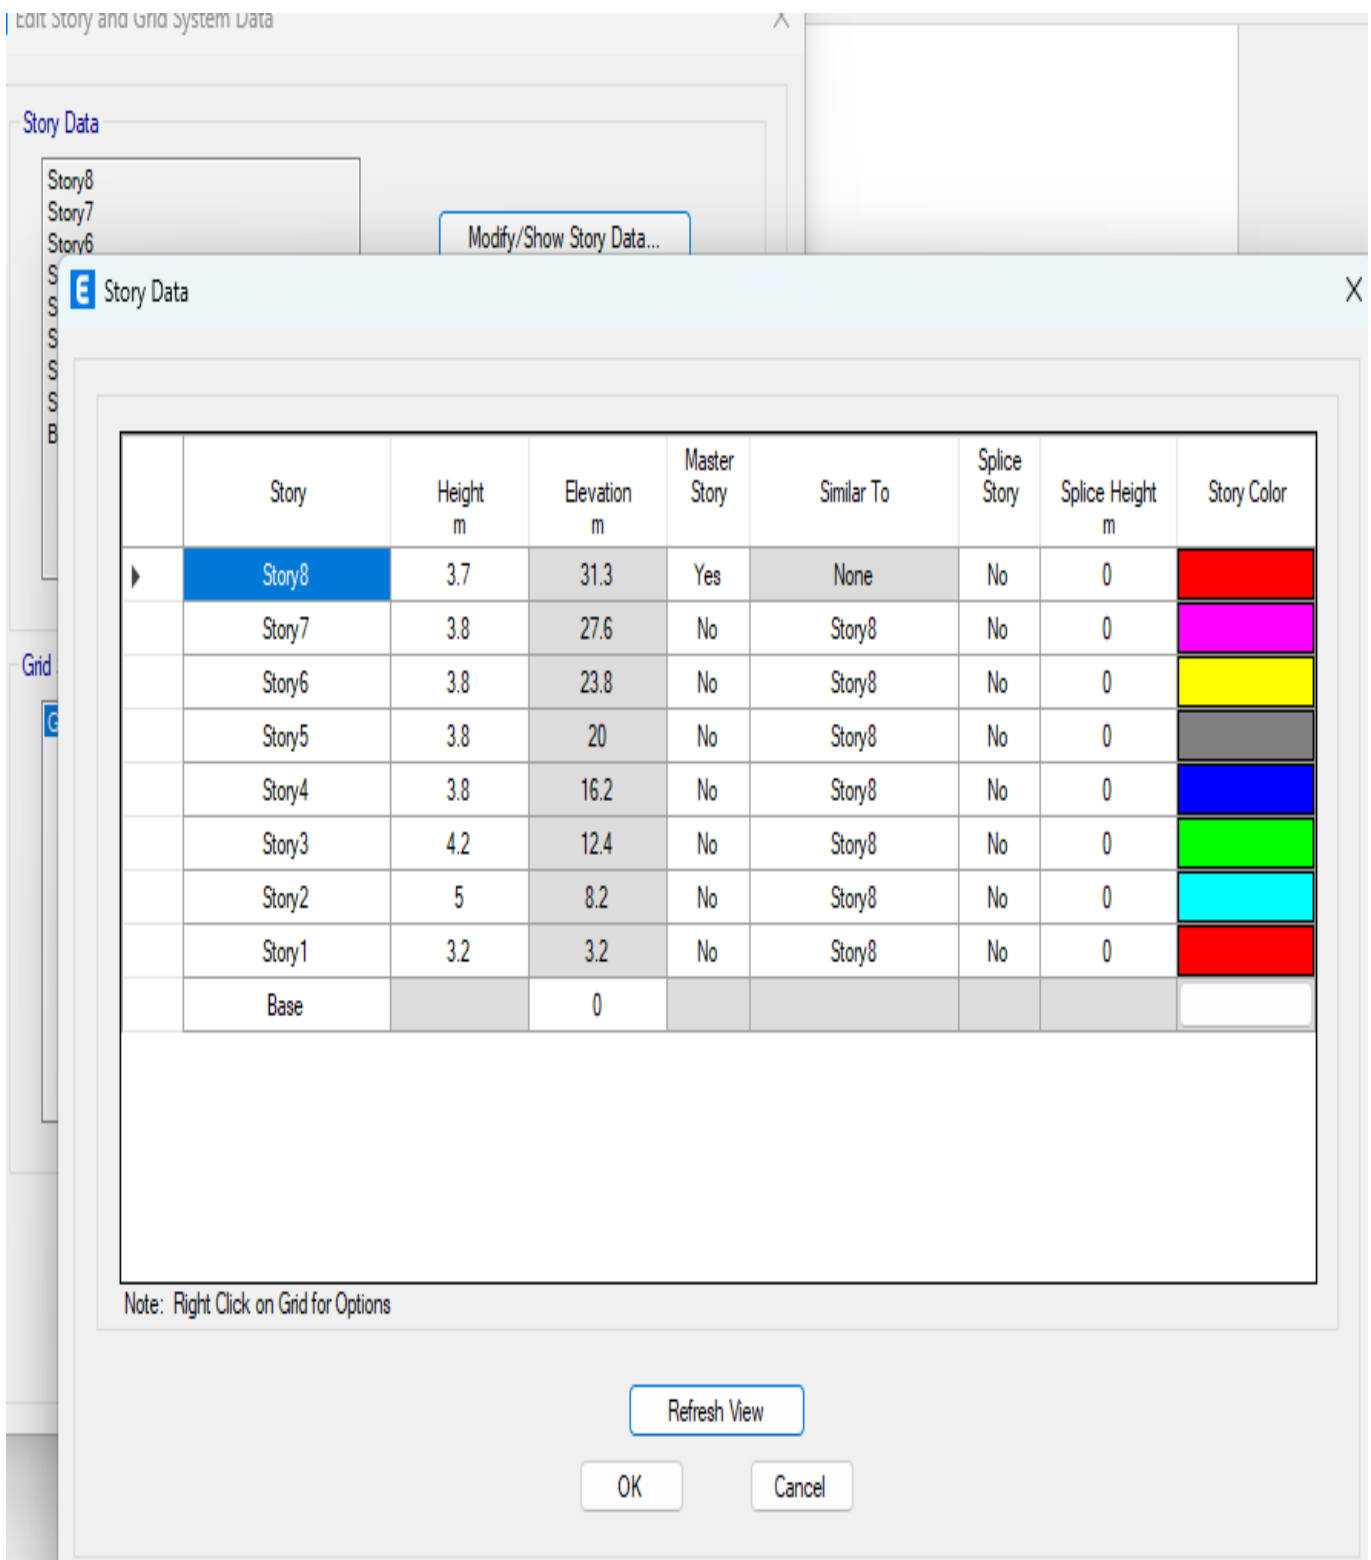 Edit Story and Grid System Data
Story Data
Story8
Story7
Story6
Modify/Show Story Data...
S
S
S
S
S
B
Grid
G
E Story Data
Story Height m Elevation m Master Story Similar To Splice Story Splice Height m Story Color
Story8 3.7 31.3 Yes None No 0
Story7 3.8 27.6 No Story8 No 0
Story6 3.8 23.8 No Story8 No 0
Story5 3.8 20 No Story8 No 0
Story4 3.8 16.2 No Story8 No 0
Story3 4.2 12.4 No Story8 No 0
Story2 5 8.2 No Story8 No 0
Story1 3.2 3.2 No Story8 No 0
Base 0
Note: Right Click on Grid for Options
Refresh View
OK Cancel